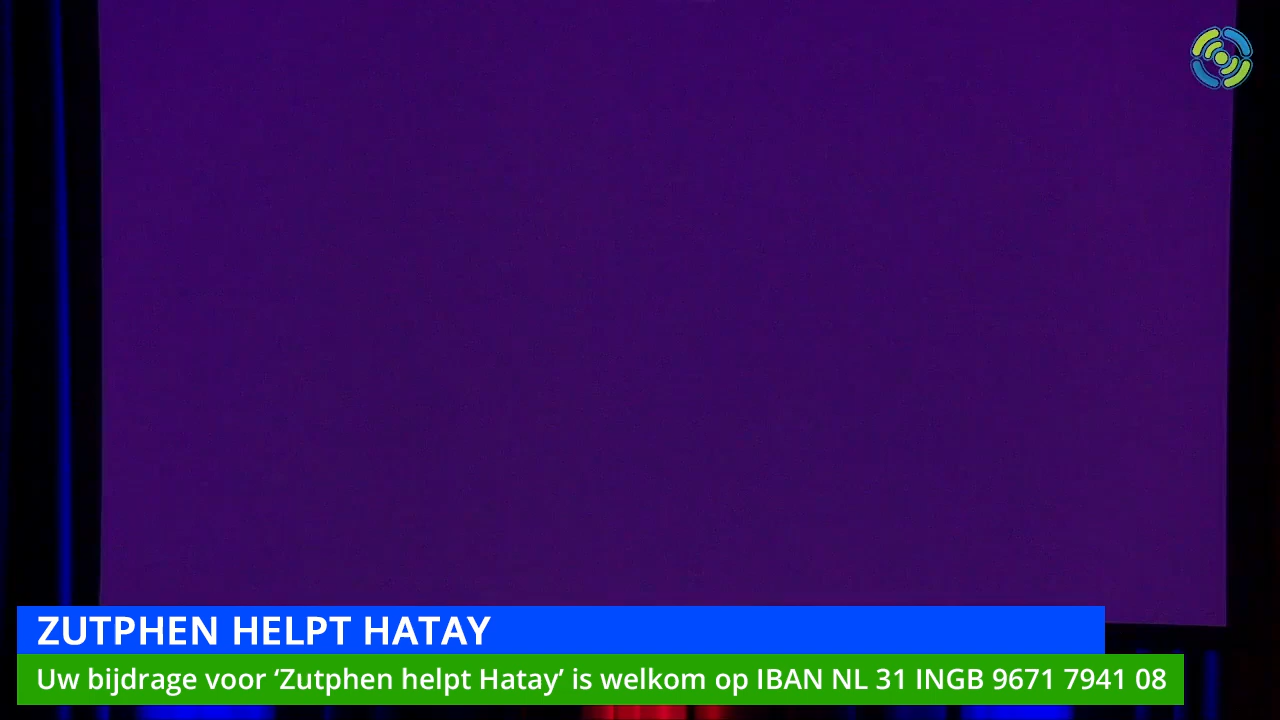 ZUTPHEN HELPT HATAY
Uw bijdrage voor ‘Zutphen helpt Hatay’ is welkom op IBAN NL 31 INGB 9671 7941 08